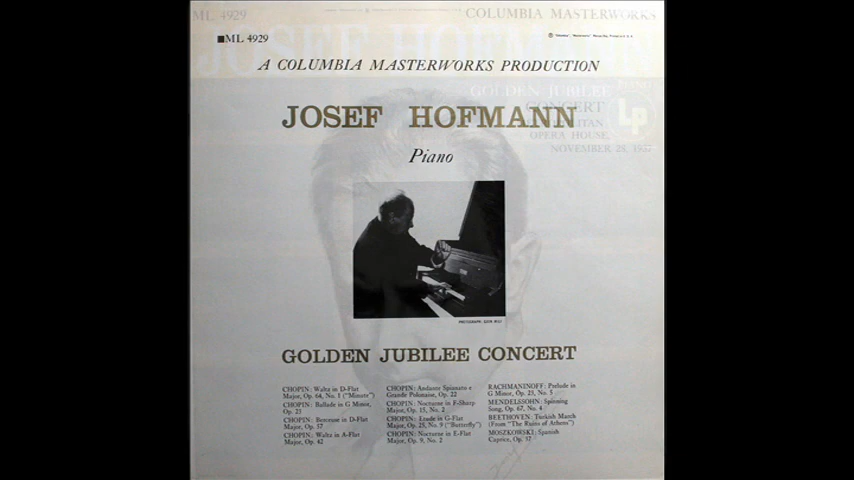 ML 4929
COLUMBIA MASTERWORKS
■ML 4929
JOSEF HOFMANN
A COLUMBIA MASTERWORKS PRODUCTION
GOLDEN JUBILEE
CONCERT
LP
OPERA HOUSE,
NOVEMBER 28, 1937
JOSEF HOFMANN
Piano
GOLDEN JUBILEE CONCERT
CHOPIN: Waltz in D-Flat
Major, Op. 64, No. 1 ("Minute")
CHOPIN: Ballade in G Minor,
Op. 23
CHOPIN: Berceuse in D-Flat
Major, Op. 57
CHOPIN: Waltz in A-Flat
Major, Op. 42
CHOPIN: Andante Spianato e
Grande Polonaise, Op. 22
CHOPIN: Nocturne in F-Sharp
Major, Op. 15, No. 2
CHOPIN: Etude in G-Flat
Major, Op. 25, No. 9 ("Butterfly")
CHOPIN: Nocturne in E-Flat
Major, Op. 9, No. 2
RACHMANINOFF: Prelude in
G Minor, Op. 23, No. 5
MENDELSSOHN: Spinning
Song, Op. 67, No. 4
BEETHOVEN: Turkish March
(From "The Ruins of Athens")
MOSZKOWSKI: Spanish
Caprice, Op. 37